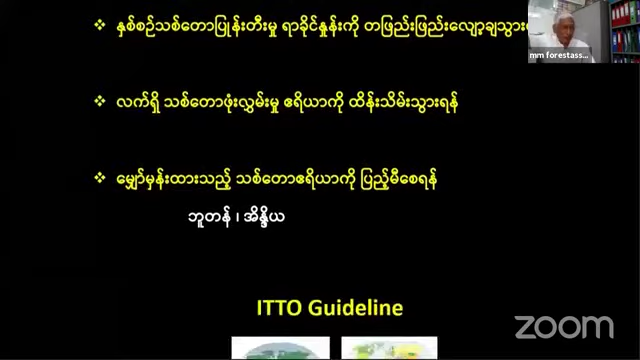 ❖ နှစ်စဉ်သစ်တောပြုန်းတီးမှု ရာခိုင်နှုန်းကို တဖြည်းဖြည်းလျော့ချသွား
mm forestass...
❖ လက်ရှိ သစ်တောဖုံးလွှမ်းမှု ဧရိယာကို ထိန်းသိမ်းသွားရန်
❖ မျှော်မှန်းထားသည့် သစ်တောဧရိယာကို ပြည့်မီစေရန်
ဘူတန် ၊ အိန္ဒိယ
ITTO Guideline
zoom